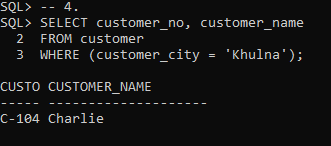 SQL> -- 4.
SQL> SELECT customer_no, customer_name
  2  FROM customer
  3  WHERE (customer_city = 'Khulna');
CUSTO CUSTOMER_NAME
----- --------------------
C-104 Charlie